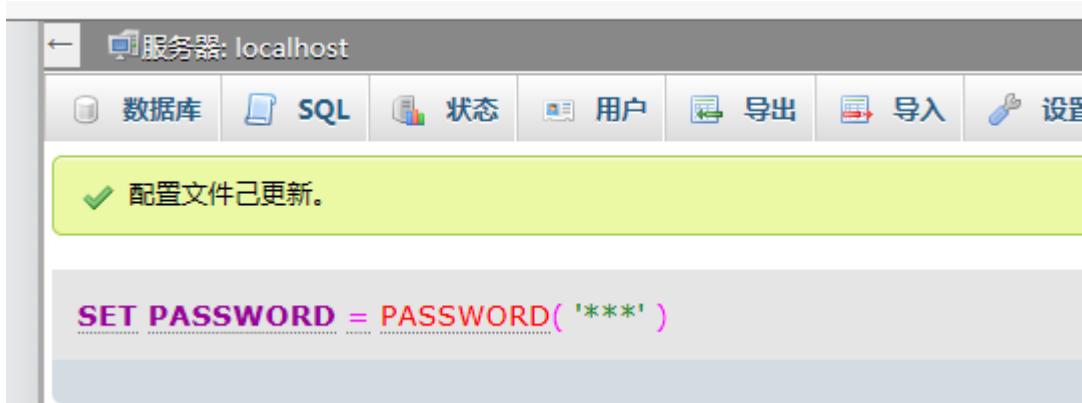 ← 服务器: localhost
数据库 SQL 状态 用户 导出 导入 设置
配置文件已更新。
SET PASSWORD = PASSWORD( '***' )